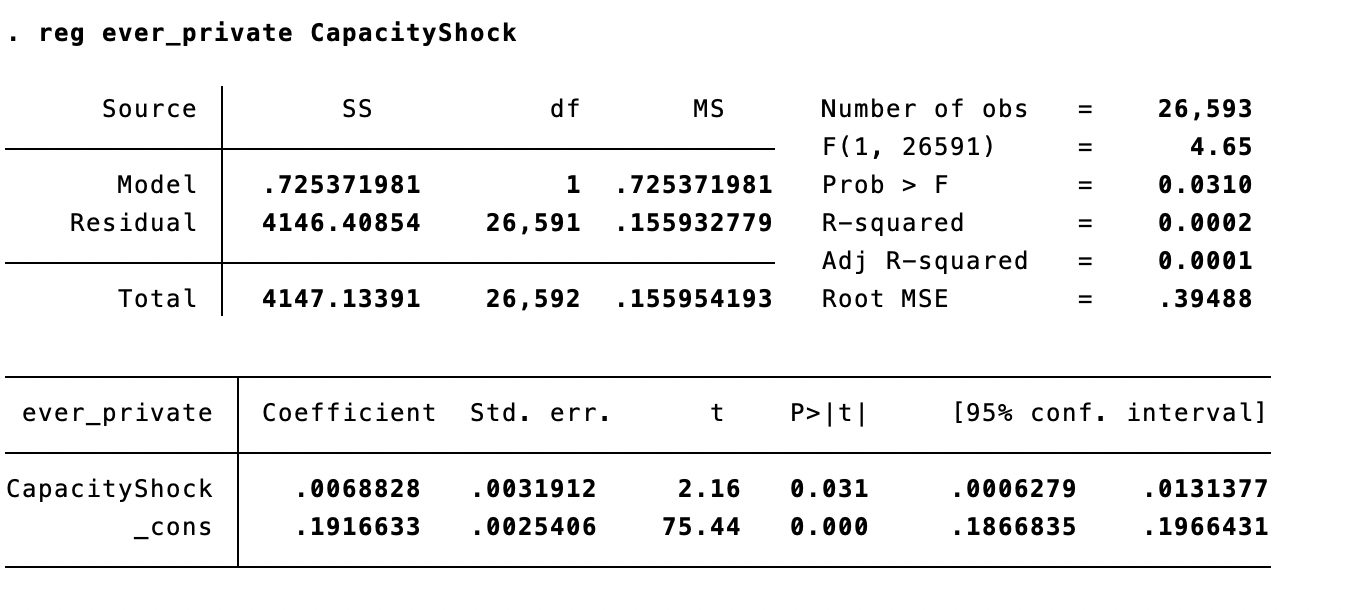 . reg ever_private CapacityShock
Source SS df MS Number of obs = 26,593
F(1, 26591) = 4.65
Model .725371981 1 .725371981 Prob > F = 0.0310
Residual 4146.40854 26,591 .155932779 R-squared = 0.0002
Adj R-squared = 0.0001
Total 4147.13391 26,592 .155954193 Root MSE = .39488
ever_private Coefficient Std. err. t P>|t| [95% conf. interval]
CapacityShock .0068828 .0031912 2.16 0.031 .0006279 .0131377
_cons .1916633 .0025406 75.44 0.000 .1866835 .1966431